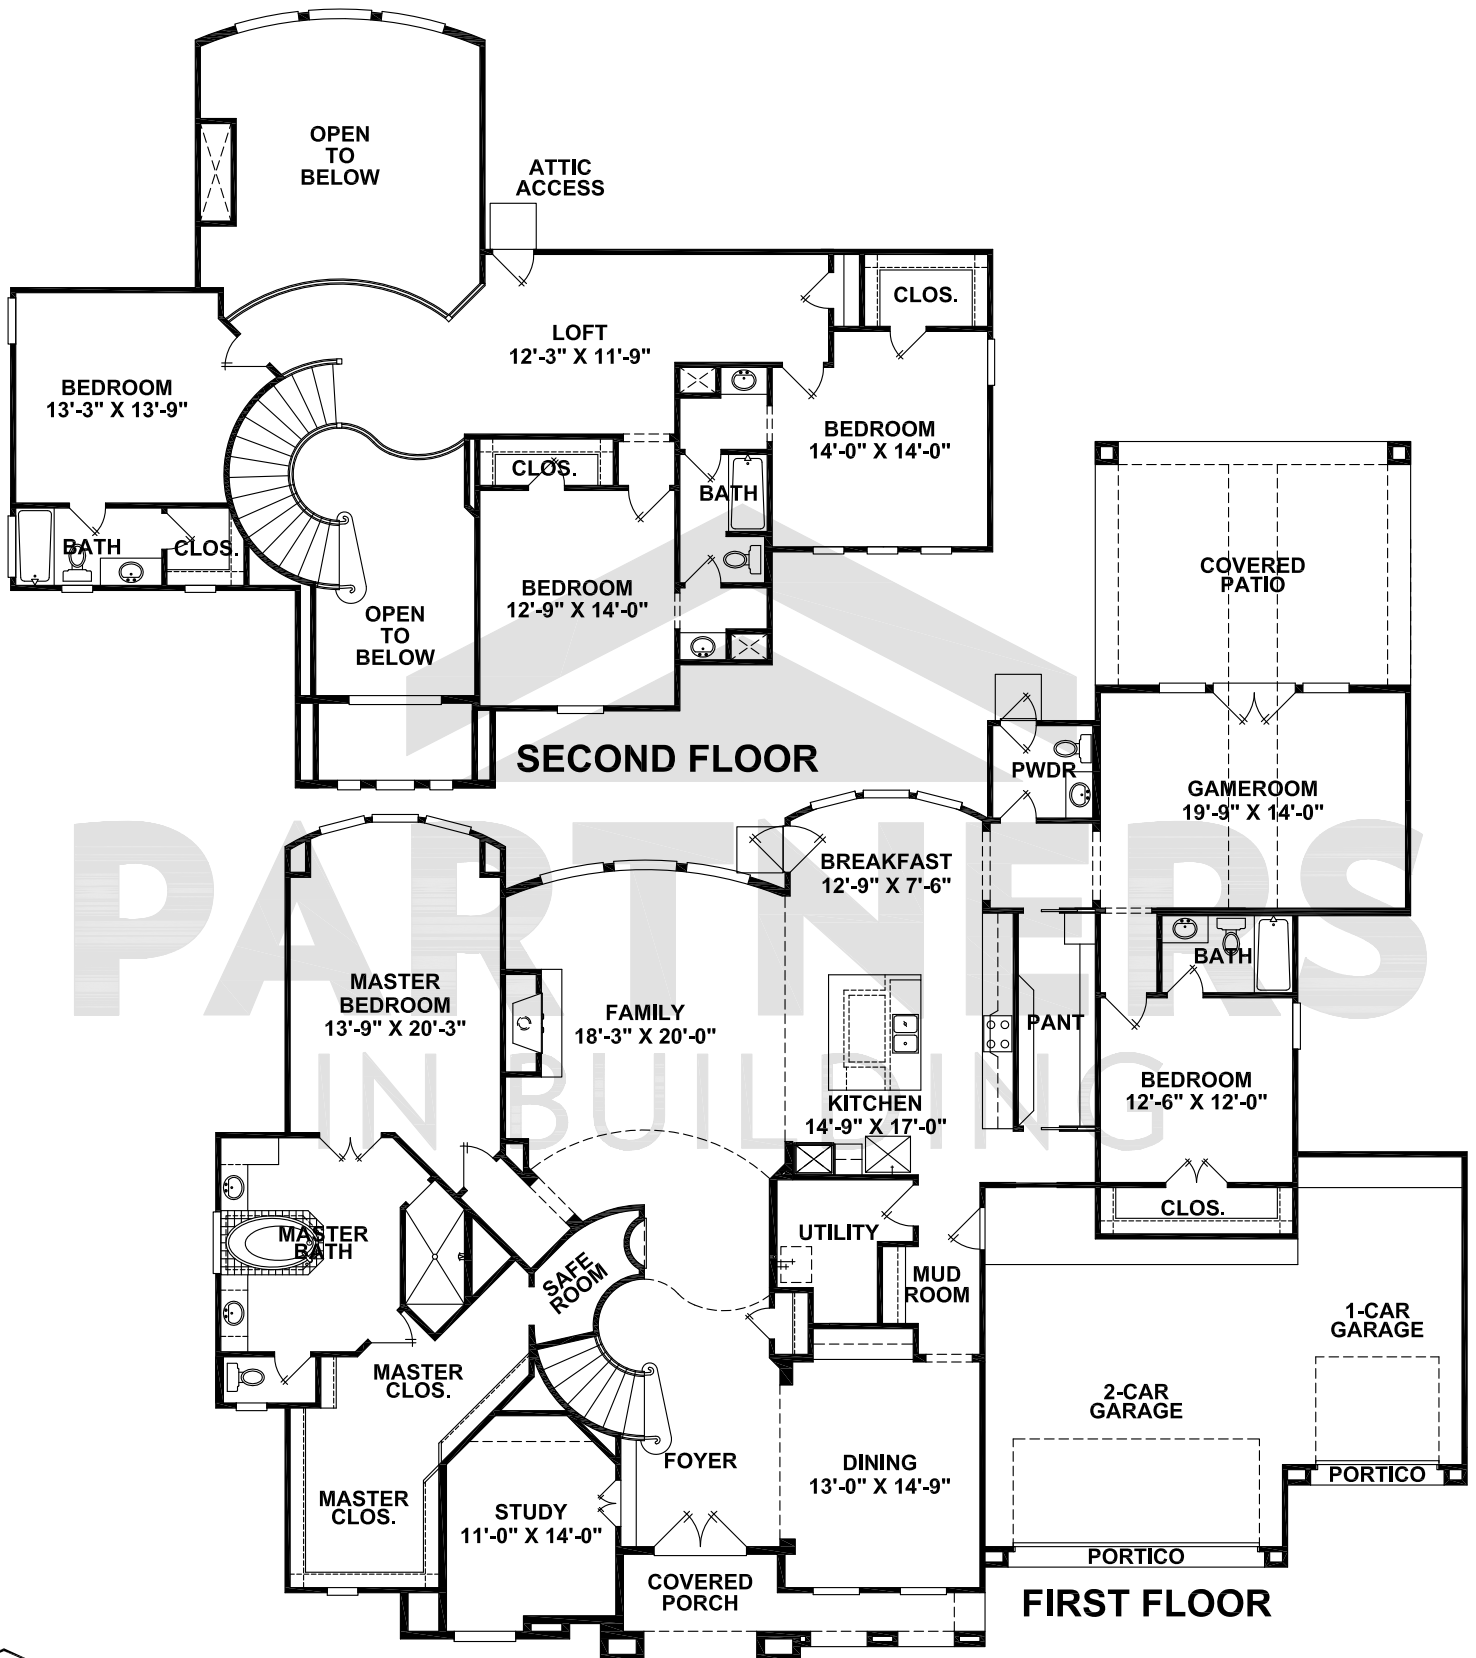 OPEN
TO
BELOW
ATTIC
ACCESS
CLOS.
LOFT
12'-3" X 11'-9"
BEDROOM
13'-3" X 13'-9"
BEDROOM
14'-0" X 14'-0"
CLOS.
BATH
BATH
CLOS.
BEDROOM
12'-9" X 14'-0"
OPEN
TO
BELOW
SECOND FLOOR
COVERED
PATIO
PWDR
GAMEROOM
19'-9" X 14'-0"
BREAKFAST
12'-9" X 7'-6"
PARTNERS
IN BUILDING
BATH
MASTER
BEDROOM
13'-9" X 20'-3"
FAMILY
18'-3" X 20'-0"
PANT
BEDROOM
12'-6" X 12'-0"
KITCHEN
14'-9" X 17'-0"
CLOS.
MASTER
BATH
UTILITY
SAFE
ROOM
MUD
ROOM
1-CAR
GARAGE
MASTER
CLOS.
2-CAR
GARAGE
FOYER
DINING
13'-0" X 14'-9"
PORTICO
MASTER
CLOS.
STUDY
11'-0" X 14'-0"
PORTICO
COVERED
PORCH
FIRST FLOOR